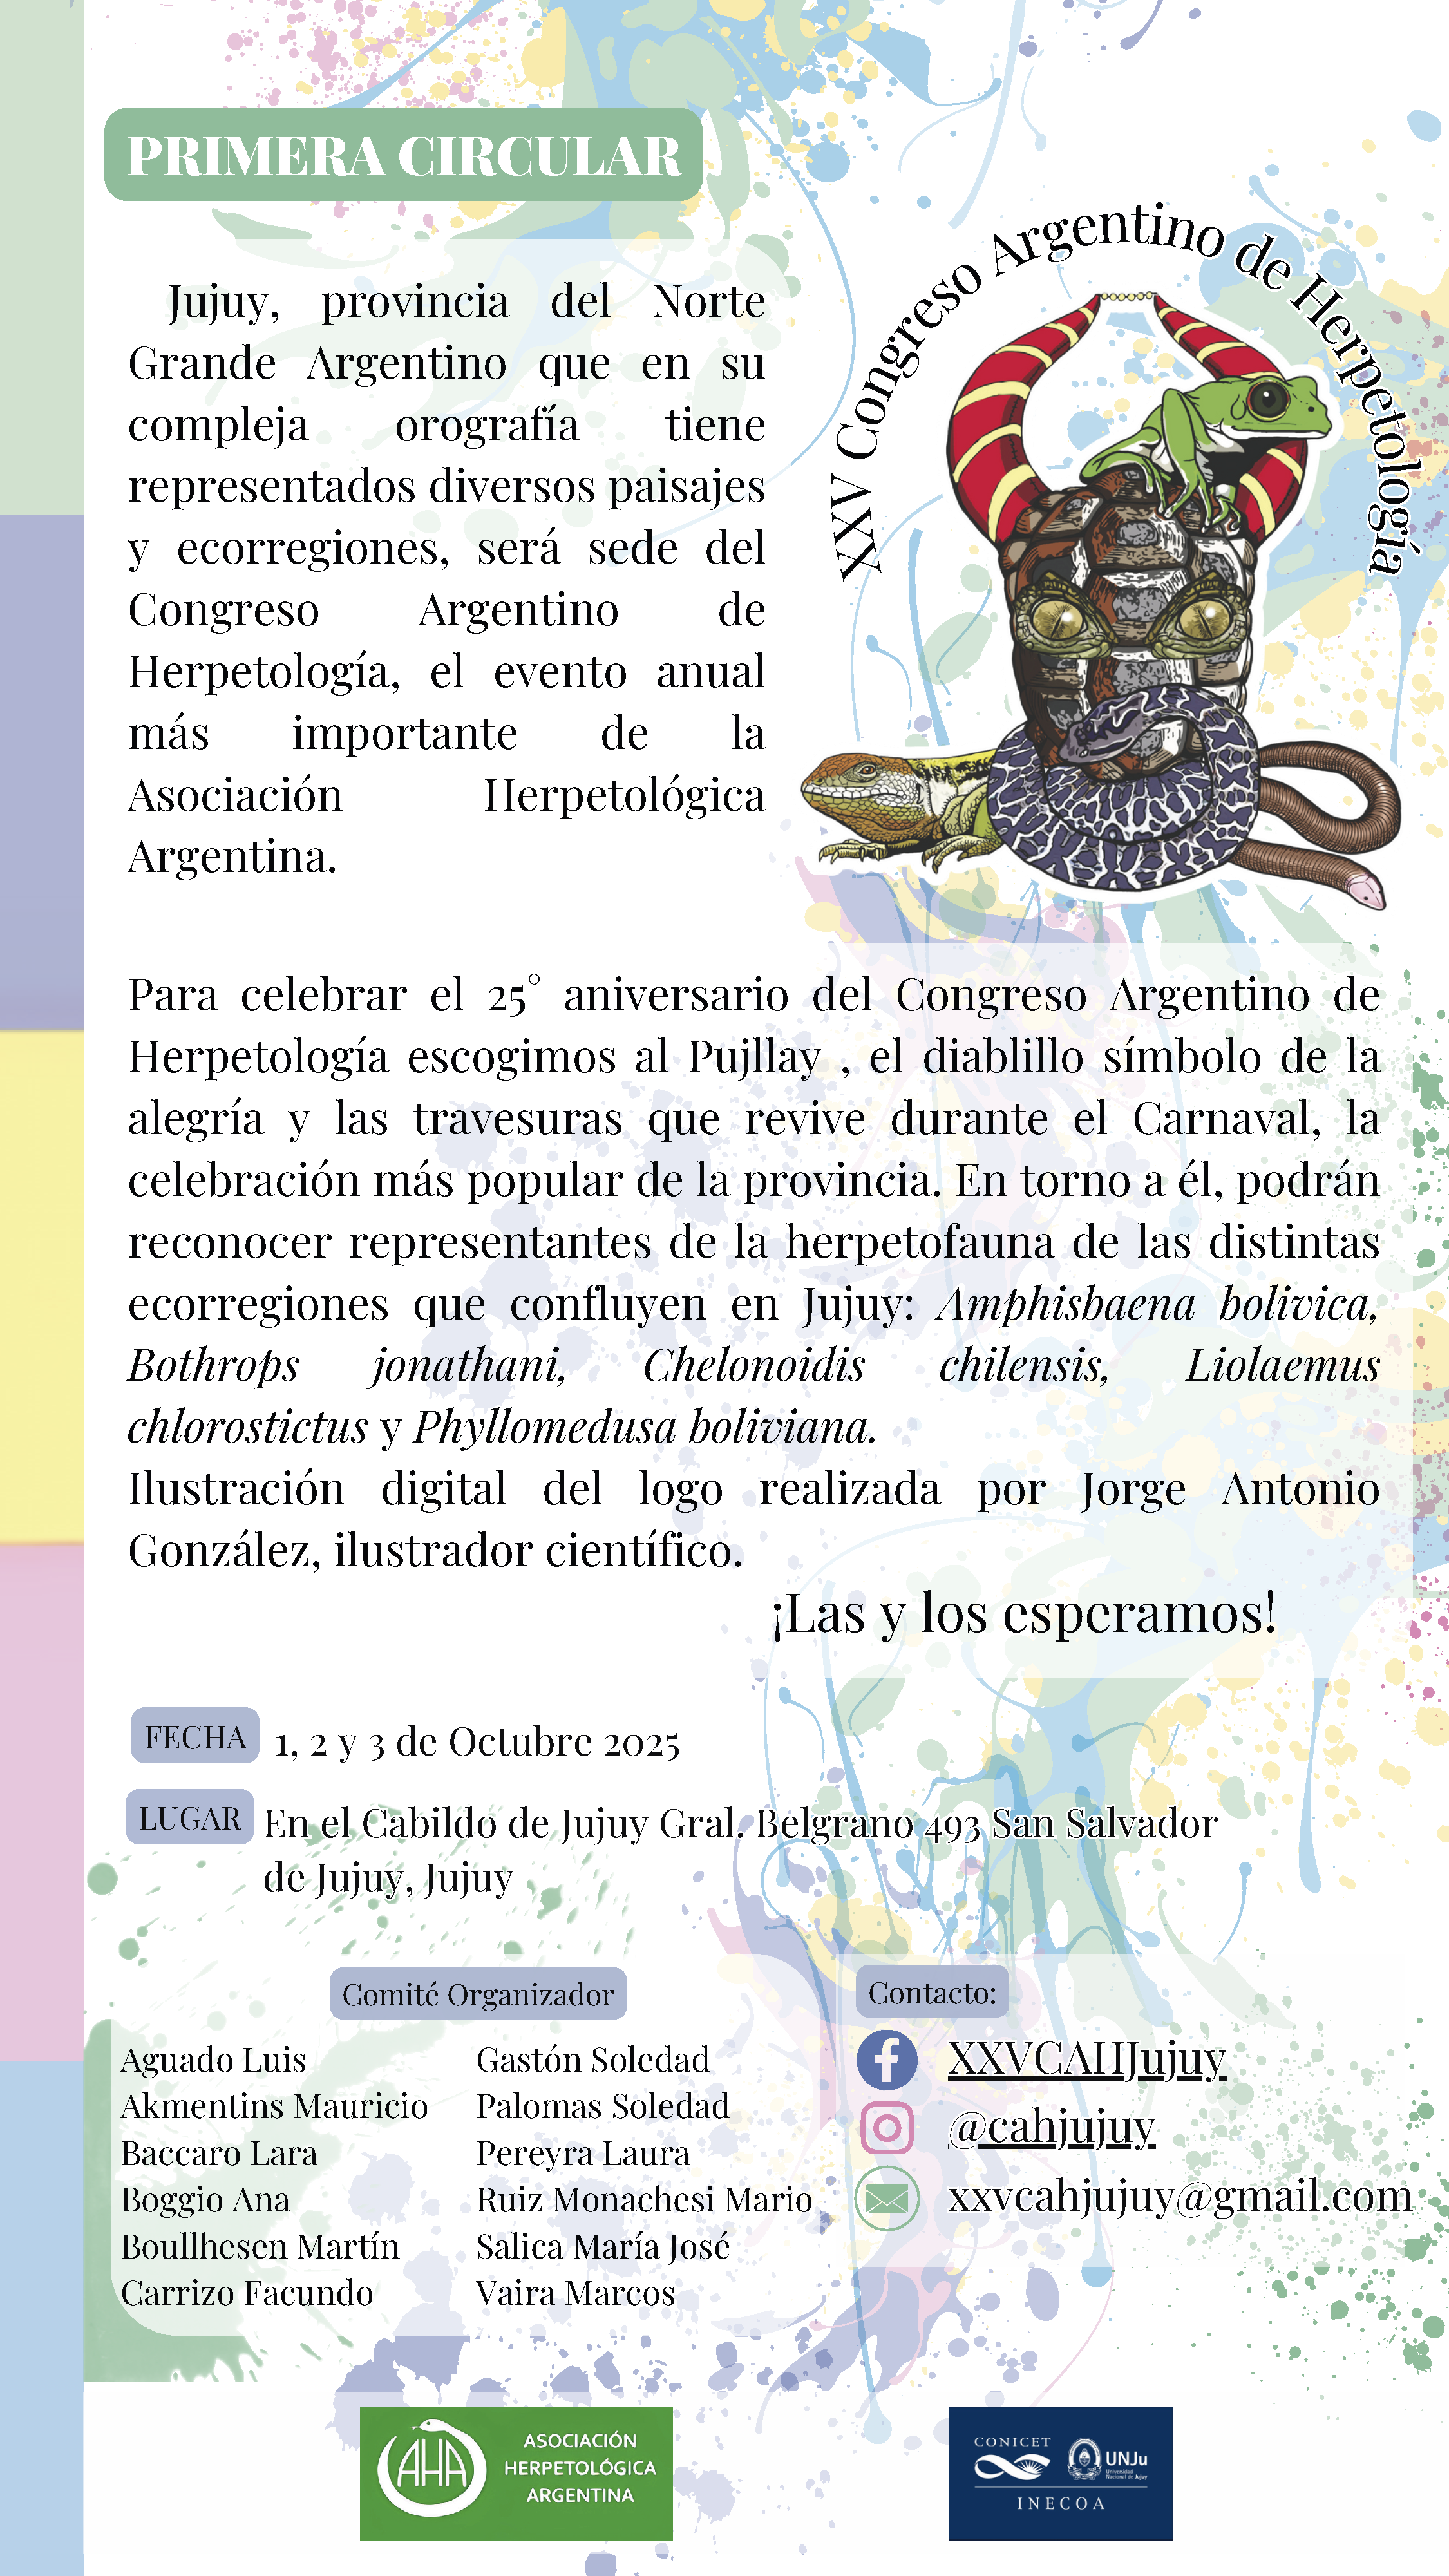 PRIMERA CIRCULAR
XXV Congreso Argentino de Herpetología
Jujuy, provincia del Norte
Grande Argentino que en su
compleja orografía tiene
representados diversos paisajes
y ecorregiones, será sede del
Congreso Argentino de
Herpetología, el evento anual
más importante de la
Asociación Herpetológica
Argentina.
Para celebrar el 25° aniversario del Congreso Argentino de
Herpetología escogimos al Pujllay , el diablillo símbolo de la
alegría y las travesuras que revive durante el Carnaval, la
celebración más popular de la provincia. En torno a él, podrán
reconocer representantes de la herpetofauna de las distintas
ecorregiones que confluyen en Jujuy: Amphisbaena bolivica,
Bothrops jonathani, Chelonoidis chilensis, Liolaemus
chlorostictus y Phyllomedusa boliviana.
Ilustración digital del logo realizada por Jorge Antonio
González, ilustrador científico.
¡Las y los esperamos!
FECHA 1, 2 y 3 de Octubre 2025
LUGAR En el Cabildo de Jujuy Gral. Belgrano 493 San Salvador
de Jujuy, Jujuy
Comité Organizador
Aguado Luis
Akmentins Mauricio
Baccaro Lara
Boggio Ana
Boullhesen Martín
Carrizo Facundo
Gastón Soledad
Palomas Soledad
Pereyra Laura
Ruiz Monachesi Mario
Salica María José
Vaira Marcos
Contacto:
XXVCAHJujuy
@cahjujuy
xxvcahjujuy@gmail.com
AHA
ASOCIACIÓN
HERPETOLÓGICA
ARGENTINA
CONICET
UNJu
Universidad
Nacional de Jujuy
INECOA